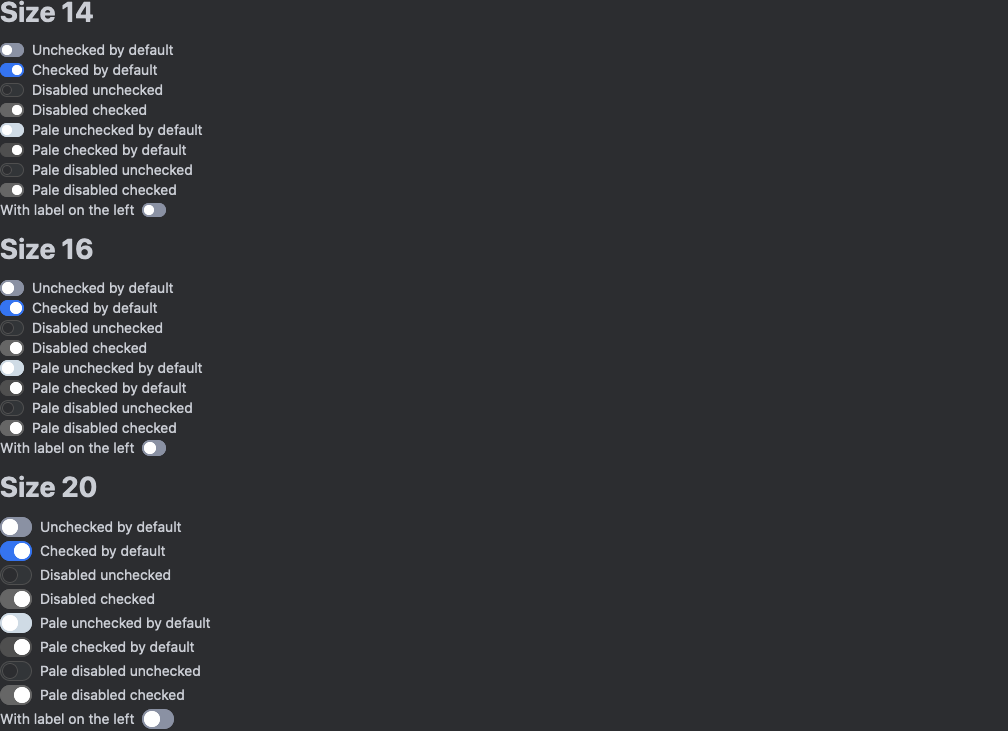 Size 14
Unchecked by default
Checked by default
Disabled unchecked
Disabled checked
Pale unchecked by default
Pale checked by default
Pale disabled unchecked
Pale disabled checked
With label on the left
Size 16
Unchecked by default
Checked by default
Disabled unchecked
Disabled checked
Pale unchecked by default
Pale checked by default
Pale disabled unchecked
Pale disabled checked
With label on the left
Size 20
Unchecked by default
Checked by default
Disabled unchecked
Disabled checked
Pale unchecked by default
Pale checked by default
Pale disabled unchecked
Pale disabled checked
With label on the left